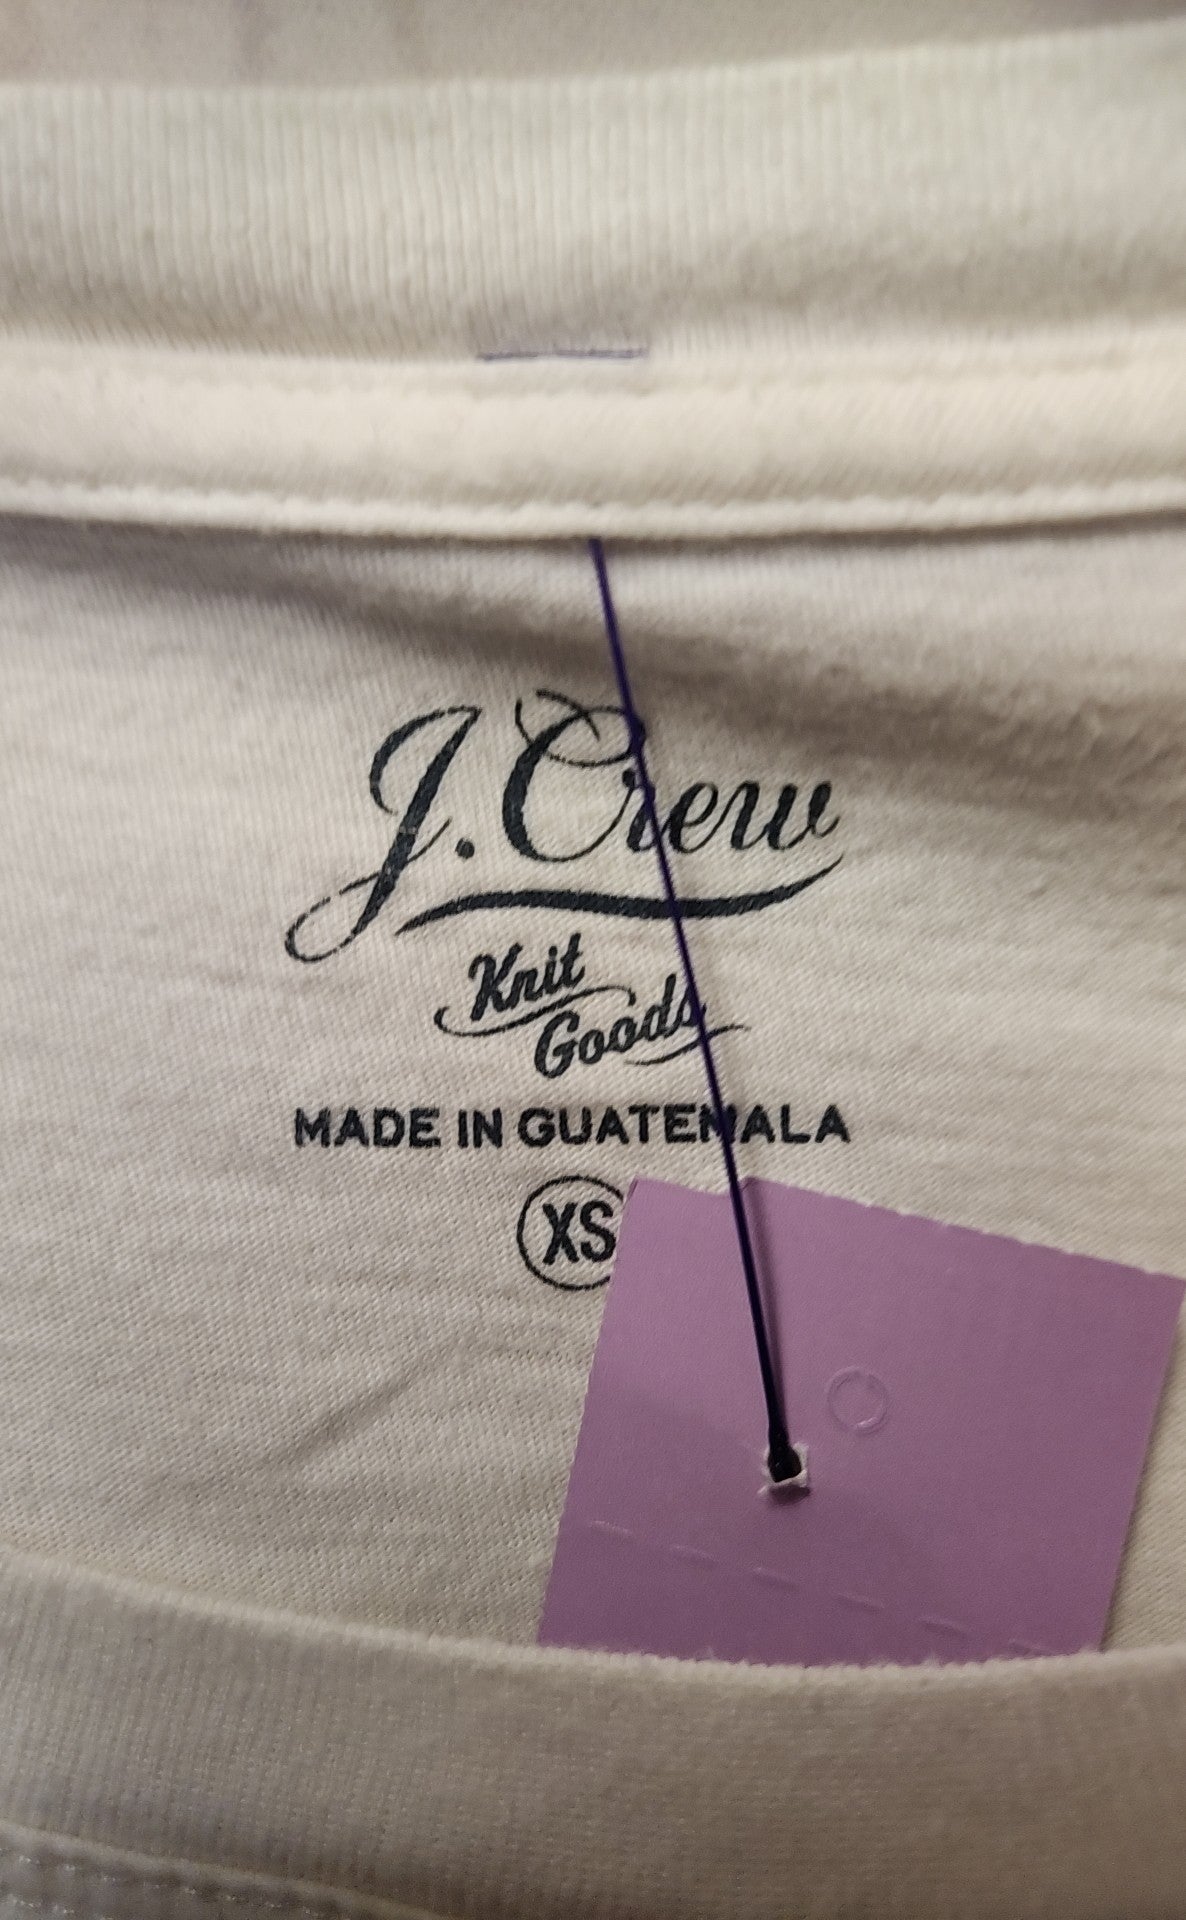 J.Crew
Knit
Goods
MADE IN GUATEMALA
XS